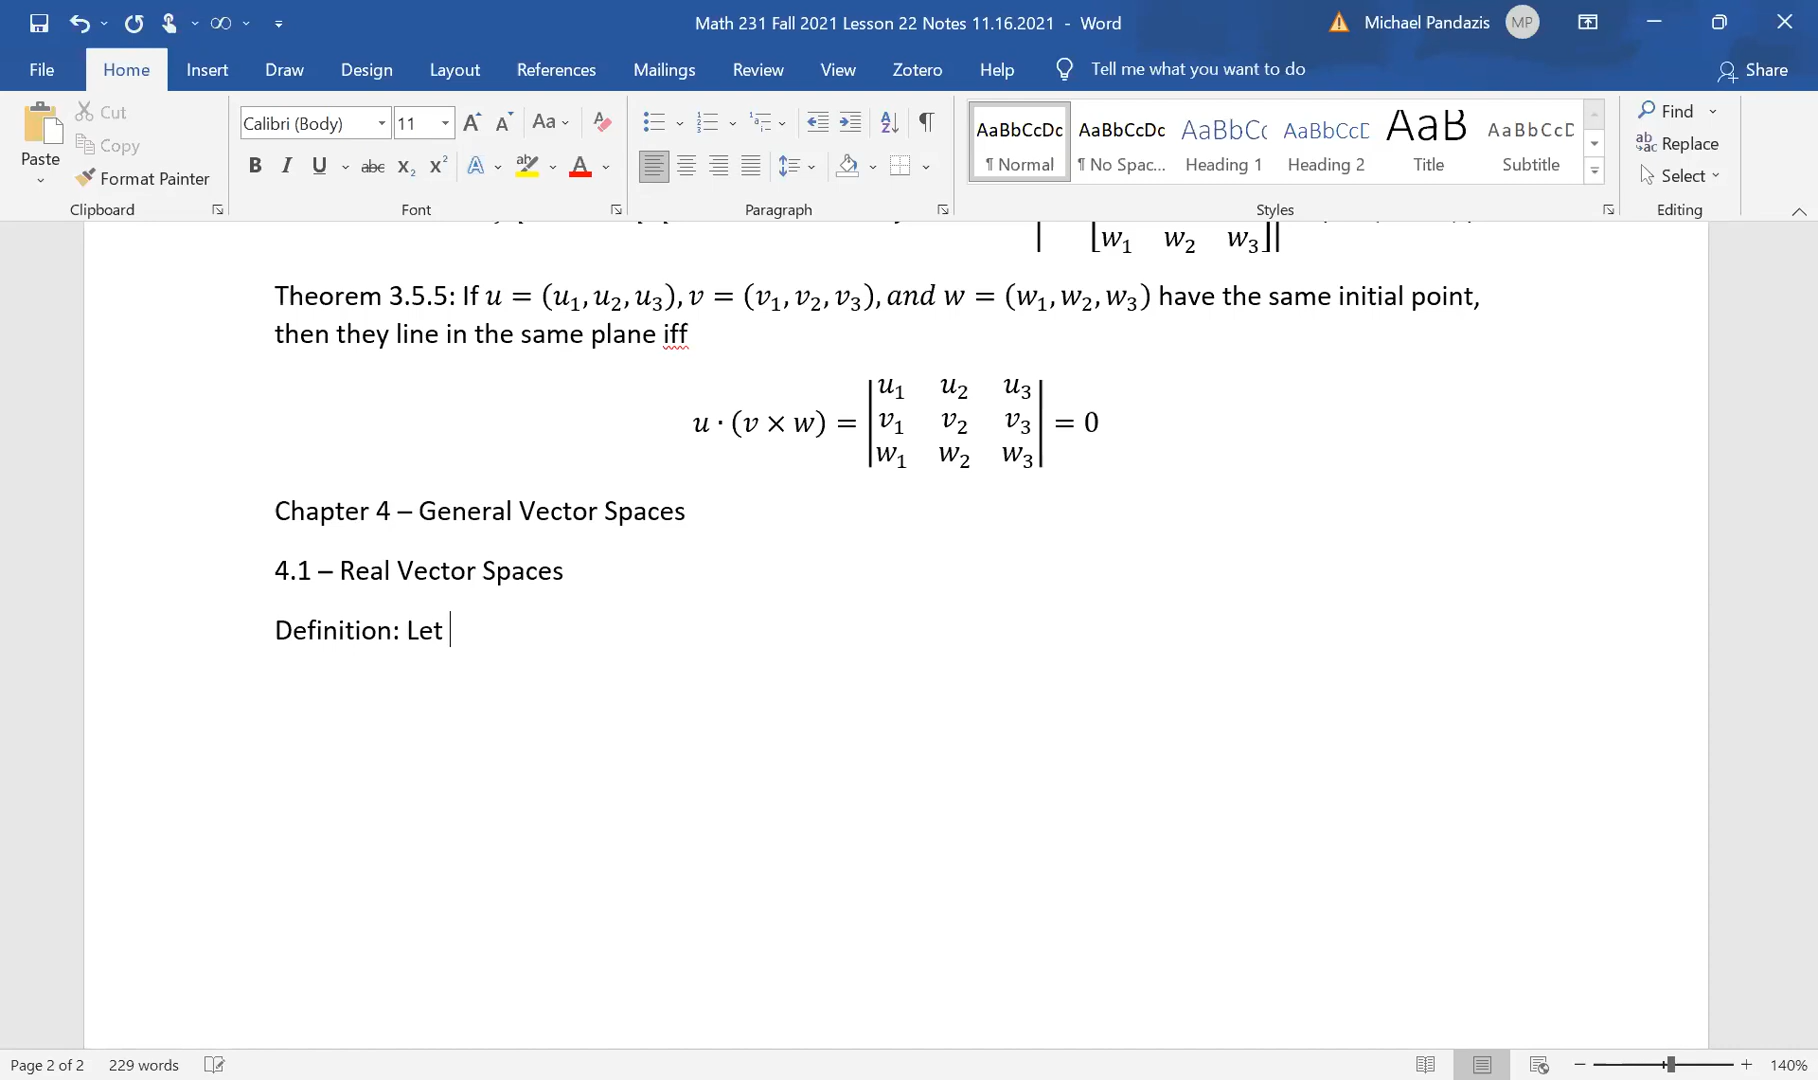 Math 231 Fall 2021 Lesson 22 Notes 11.16.2021 - Word
Michael Pandazis MP
File Home Insert Draw Design Layout References Mailings Review View Zotero Help Tell me what you want to do Share
Paste
Cut
Copy
Format Painter
Clipboard
Calibri (Body) 11
Aa
B I U abc x₂ x² A A
Font
Paragraph
AaBbCcDc AaBbCcDc AaBbCc AaBbCcD AaB AaBbCcD
¶ Normal ¶ No Spac... Heading 1 Heading 2 Title Subtitle
Styles
Find
Replace
Select
Editing
w₁ w₂ w₃
Theorem 3.5.5: If u = (u₁, u₂, u₃), v = (v₁, v₂, v₃), and w = (w₁, w₂, w₃) have the same initial point,
then they line in the same plane iff
u₁ u₂ u₃
u · (v × w) = | v₁ v₂ v₃ | = 0
w₁ w₂ w₃
Chapter 4 – General Vector Spaces
4.1 – Real Vector Spaces
Definition: Let
Page 2 of 2 229 words 140%